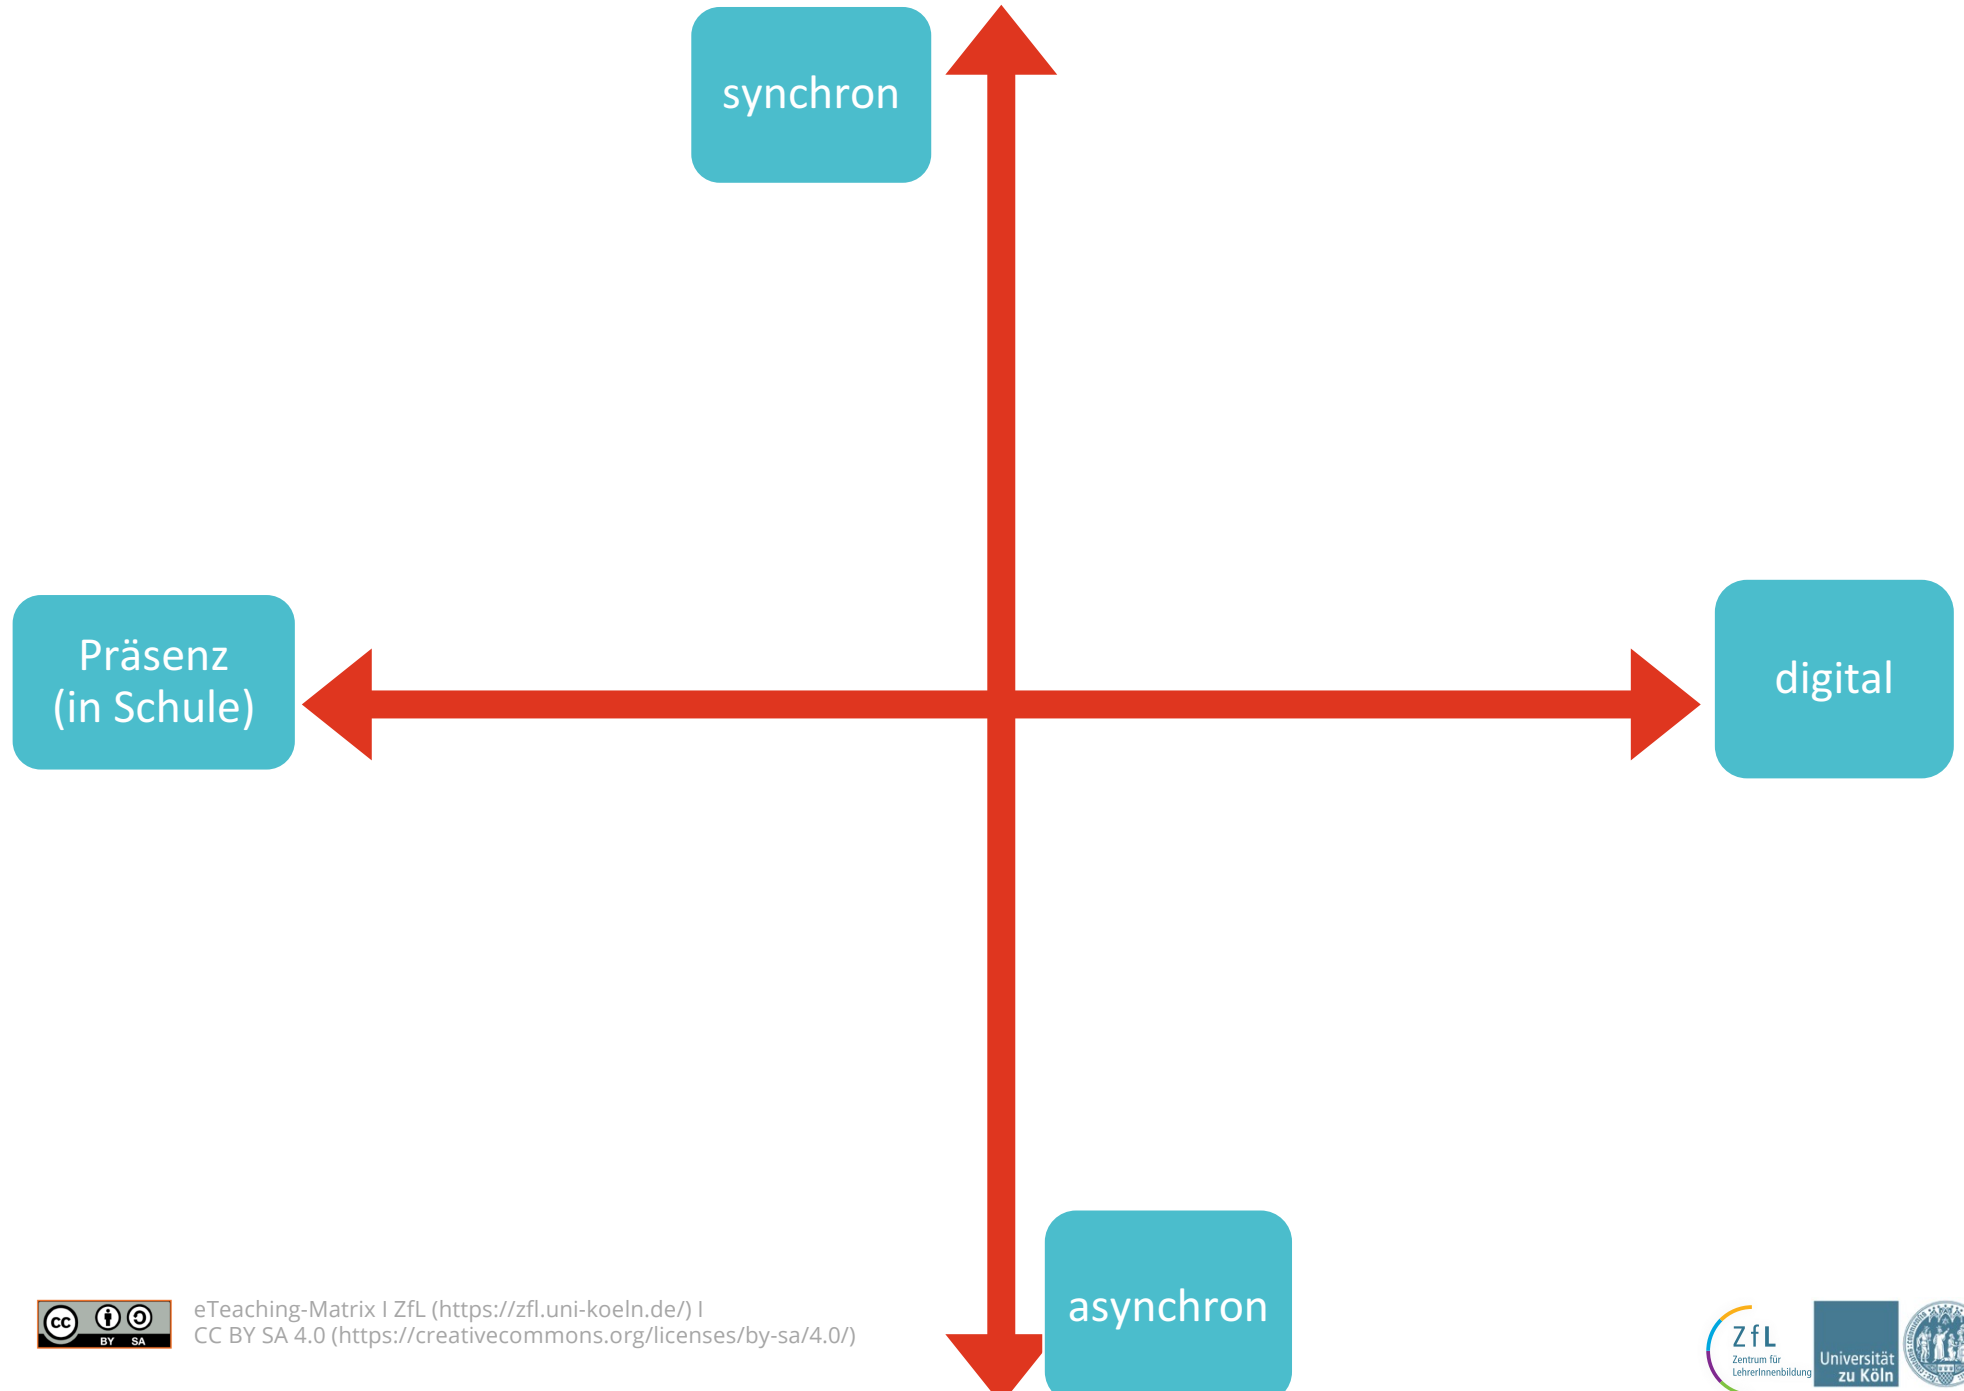 synchron
Präsenz
(in Schule)
digital
asynchron
eTeaching-Matrix I ZfL (https://zfl.uni-koeln.de/) I
CC BY SA 4.0 (https://creativecommons.org/licenses/by-sa/4.0/)
cc
BY SA
ZfL
Zentrum für
LehrerInnenbildung
Universität
zu Köln